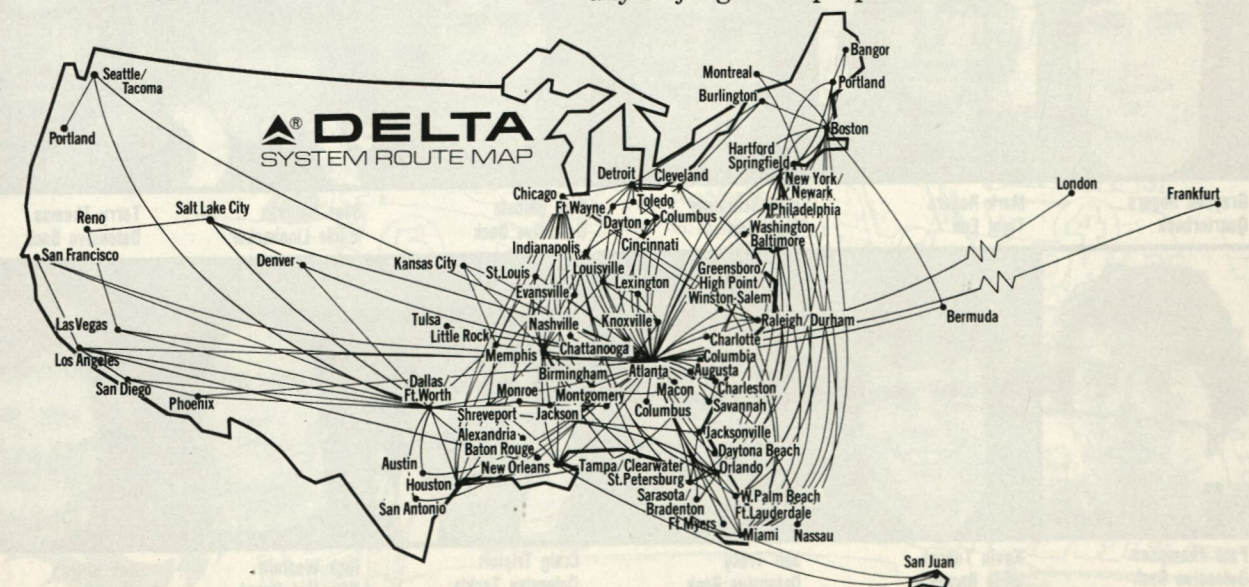 Bangor
Montreal
Portland
Burlington
Seattle/
Tacoma
Boston
Portland
® DELTA
SYSTEM ROUTE MAP
Hartford
Springfield
Detroit
Cleveland
New York/
Newark
London
Frankfurt
Chicago
Ft.Wayne
Toledo
Philadelphia
Columbus
Dayton
Reno
Salt Lake City
Washington
Baltimore
Cincinnati
Indianapolis
San Francisco
Denver
Kansas City
St.Louis
Louisville
Greensboro/
High Point/
Winston-Salem
Lexington
Evansville
Bermuda
Las Vegas
Tulsa
Little Rock
Nashville
Knoxville
Raleigh/Durham
Charlotte
Memphis
Chattanooga
Columbia
Los Angeles
Birmingham
Atlanta
Augusta
San Diego
Dallas/
Ft.Worth
Monroe
Montgomery
Macon
Charleston
Phoenix
Shreveport
Jackson
Columbus
Savannah
Alexandria
Baton Rouge
Jacksonville
Daytona Beach
Austin
New Orleans
Tampa/Clearwater
St.Petersburg
Orlando
Houston
Sarasota/
Bradenton
W.Palm Beach
San Antonio
Ft.Lauderdale
Ft.Myers
Miami
Nassau
San Juan